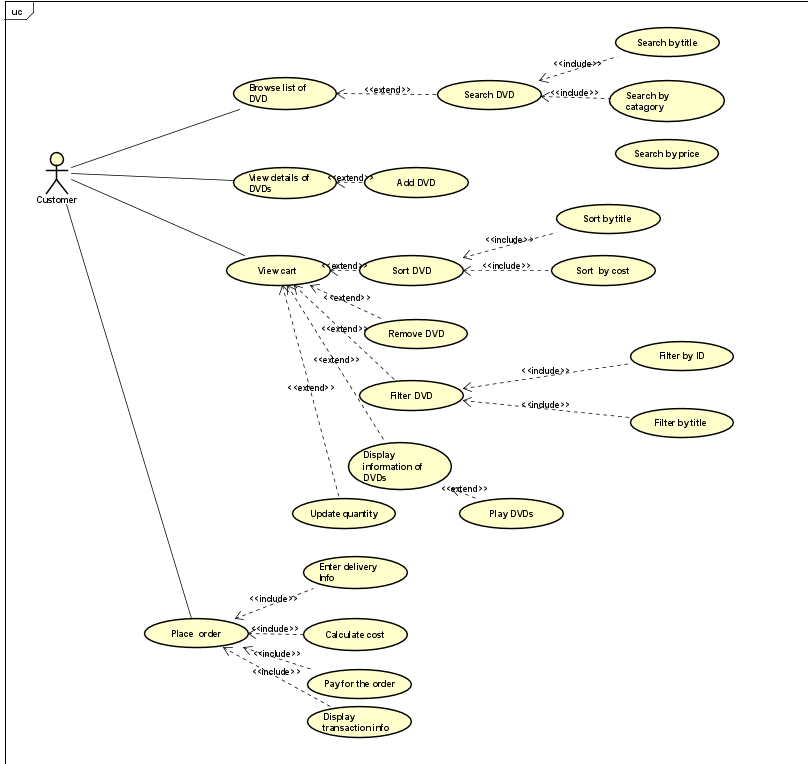 uc
Search by title
<<include>>
Browse list of
DVD
<<extend>>
Search DVD
<<include>>
Search by
catagory
Search by price
Customer
View details of
DVDs
<<extend>>
Add DVD
Sort by title
<<include>>
View cart
<<extend>>
Sort DVD
<<include>>
Sort by cost
<<extend>>
Remove DVD
<<extend>>
Filter by ID
<<extend>>
<<include>>
<<extend>>
Filter DVD
<<include>>
Filter by title
Display
information of
DVDs
<<extend>>
Update quantity
Play DVDs
Enter delivery
Info
<<include>>
Place order
<<include>>
Calculate cost
<<include>>
<<include>>
Pay for the order
Display
transaction info